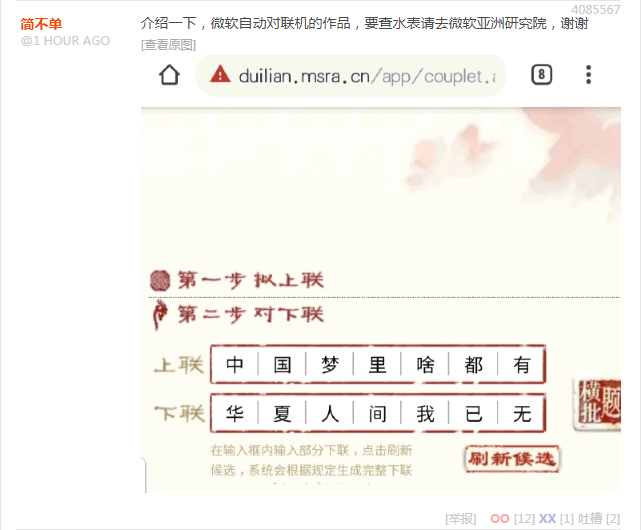 4085567
简不单
@1 HOUR AGO
介绍一下，微软自动对联机的作品，要查水表请去微软亚洲研究院，谢谢
[查看原图]
duilian.msra.cn/app/couplet.a
8
第一步 拟上联
第二步 对下联
上联 中 国 梦 里 啥 都 有
下联 华 夏 人 间 我 已 无
横批 题
在输入框内输入部分下联，点击刷新
候选，系统会根据规定生成完整下联
刷新候选
[举报] OO [12] XX [1] 吐槽 [2]